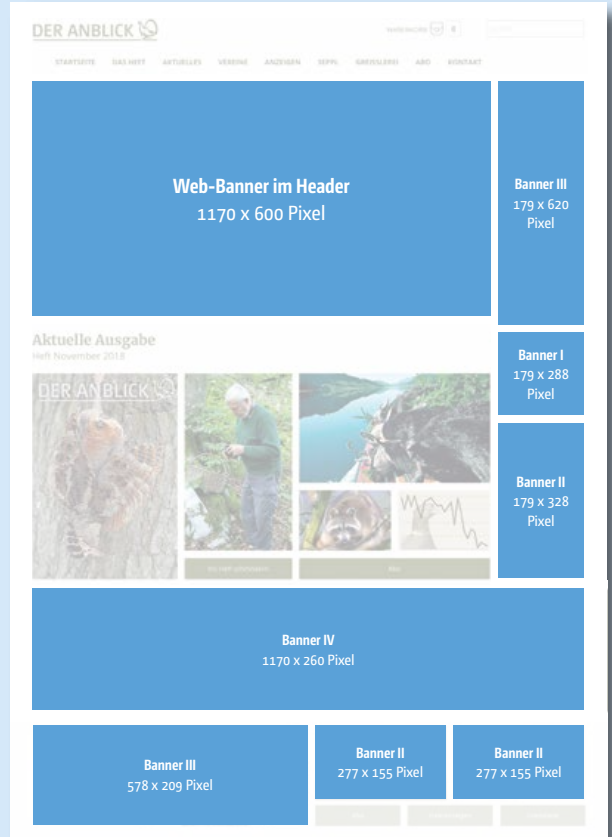 DER ANBLICK
STARTSEITE DAS HEFT AKTUELLES VEREINE ANZEIGEN SEPPL GREISSLEREI ABO KONTAKT
Web-Banner im Header
1170 x 600 Pixel
Banner III
179 x 620
Pixel
Aktuelle Ausgabe
Heft November 2018
Banner I
179 x 288
Pixel
DER ANBLICK
Banner II
179 x 328
Pixel
Banner IV
1170 x 260 Pixel
Banner III
578 x 209 Pixel
Banner II
277 x 155 Pixel
Banner II
277 x 155 Pixel